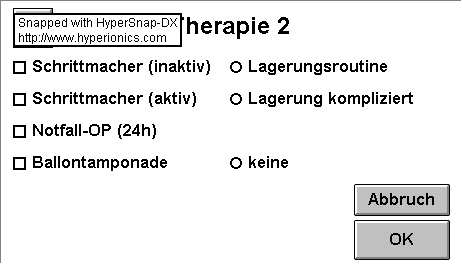 Snapped with HyperSnap-DX
http://www.hyperionics.com
herapie 2
Schrittmacher (inaktiv)
Lagerungsroutine
Schrittmacher (aktiv)
Lagerung kompliziert
Notfall-OP (24h)
Ballontamponade
keine
Abbruch
OK